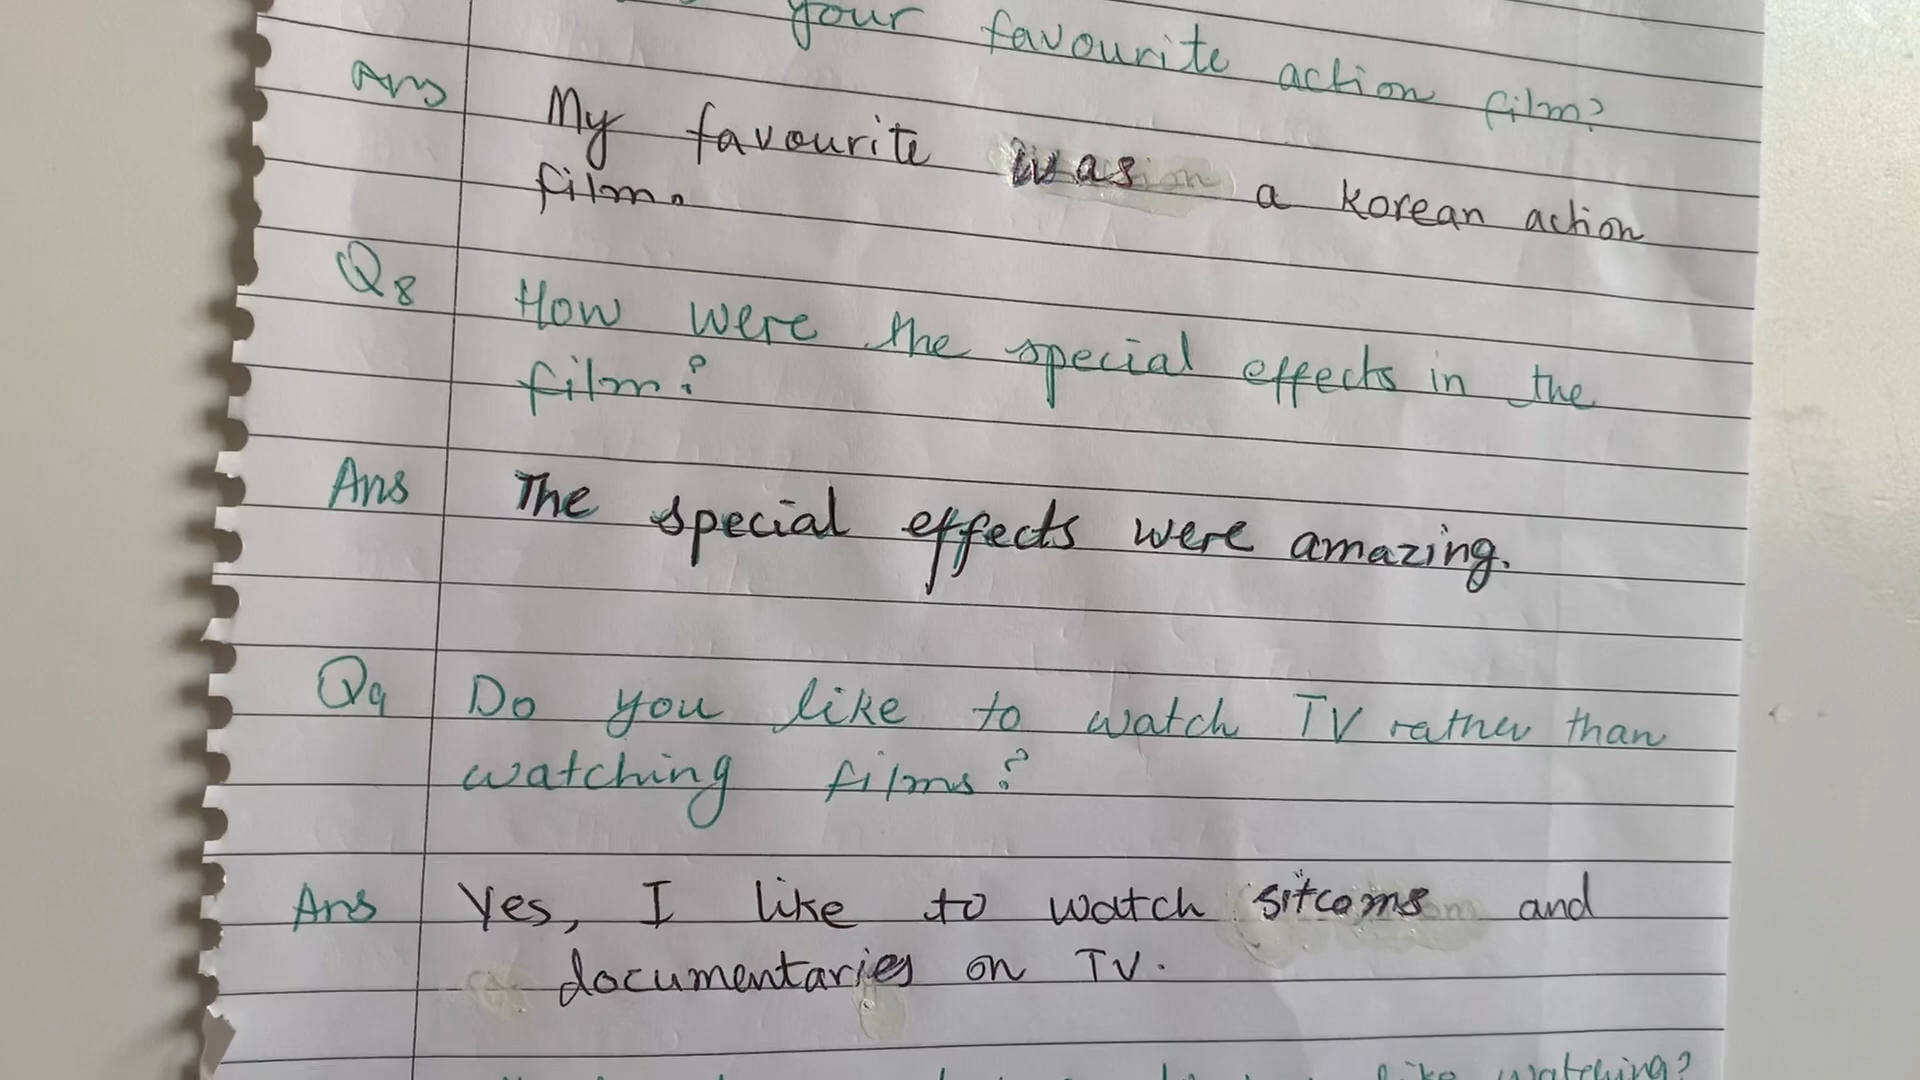 your favourite action film?
Ans My favourite was a Korean action
film.
Q8 How were the special effects in the
film?
Ans The special effects were amazing.
Q9 Do you like to watch TV rather than
watching films?
Ans Yes, I like to watch sitcoms and
documentaries on TV.
like watching?